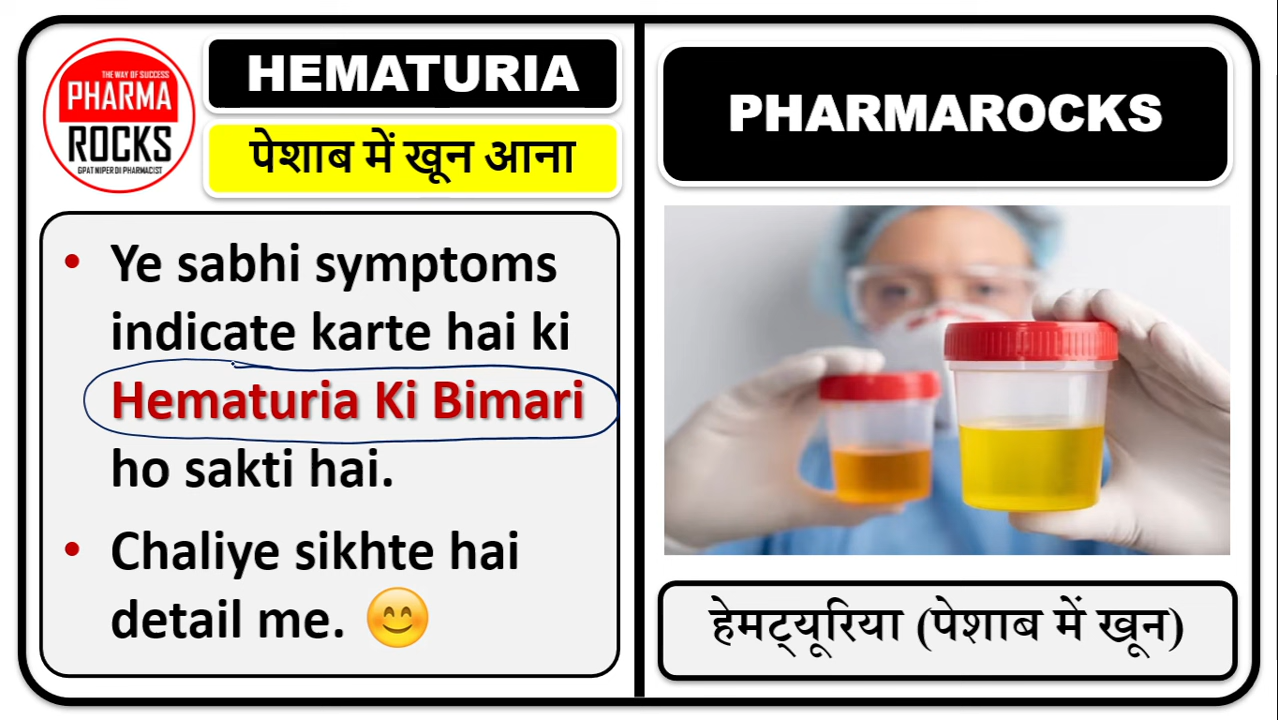 THE WAY OF SUCCESS
PHARMA
ROCKS
GPAT NIPER DI PHARMACIST
HEMATURIA
पेशाब में खून आना
• Ye sabhi symptoms
indicate karte hai ki
Hematuria Ki Bimari
ho sakti hai.
• Chaliye sikhte hai
detail me. 😊
PHARMAROCKS
हेमट्यूरिया (पेशाब में खून)